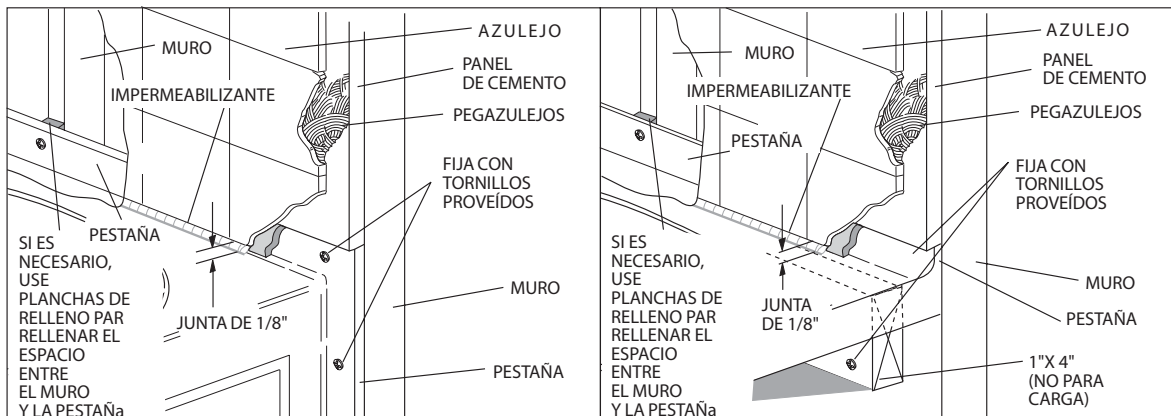 MURO
AZULEJO
PANEL
DE CEMENTO
IMPERMEABILIZANTE
PEGAZULEJOS
FIJA CON
TORNILLOS
PROVEÍDOS
PESTAÑA
SI ES
NECESARIO,
USE
PLANCHAS DE
RELLENO PAR
RELLENAR EL
ESPACIO
ENTRE
EL MURO
Y LA PESTAÑa
JUNTA DE 1/8"
MURO
PESTAÑA
MURO
AZULEJO
PANEL
DE CEMENTO
IMPERMEABILIZANTE
PEGAZULEJOS
PESTAÑA
FIJA CON
TORNILLOS
PROVEÍDOS
SI ES
NECESARIO,
USE
PLANCHAS DE
RELLENO PAR
RELLENAR EL
ESPACIO
ENTRE
EL MURO
Y LA PESTAÑa
JUNTA
DE 1/8"
MURO
PESTAÑA
1"X 4"
(NO PARA
CARGA)